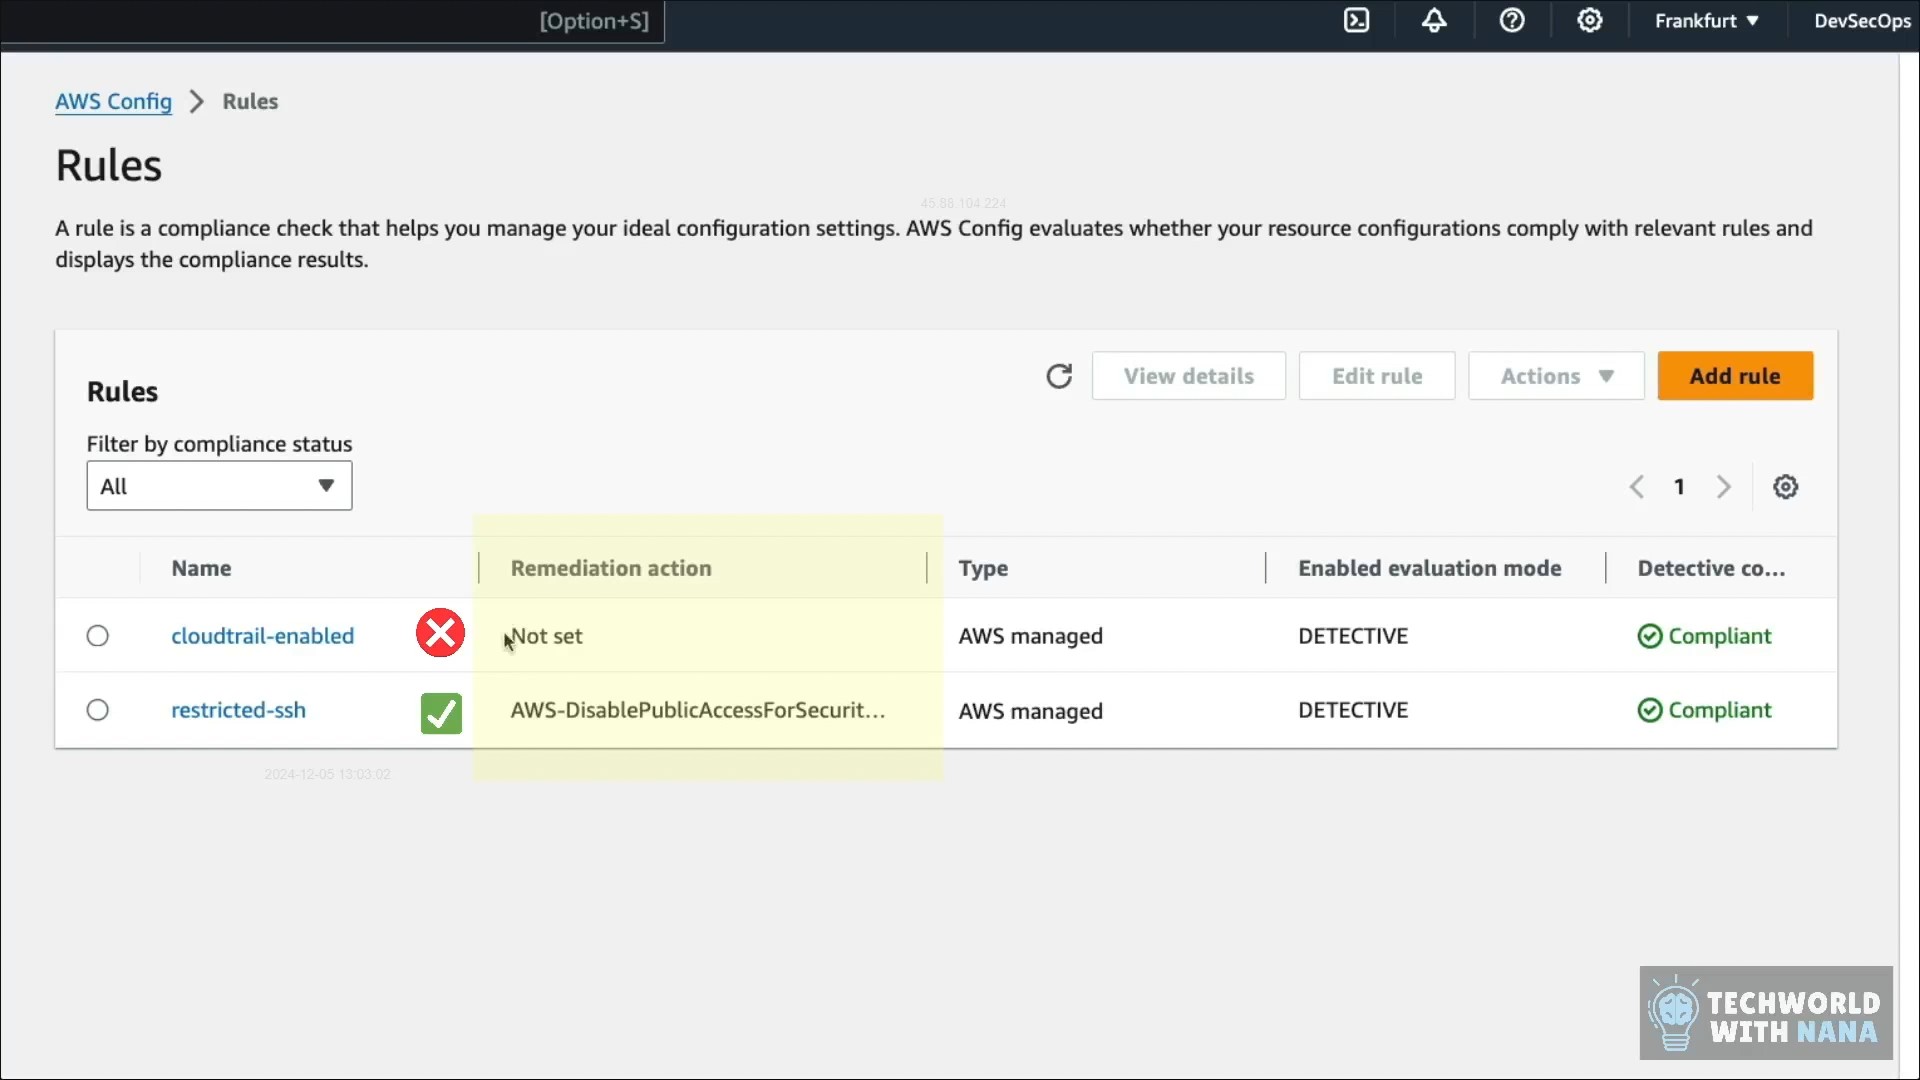 [Option+S]
Frankfurt ▼
DevSecOps
AWS Config > Rules
Rules
45.88.104.224
A rule is a compliance check that helps you manage your ideal configuration settings. AWS Config evaluates whether your resource configurations comply with relevant rules and
displays the compliance results.
Rules
View details
Edit rule
Actions ▼
Add rule
Filter by compliance status
All
1
Name
Remediation action
Type
Enabled evaluation mode
Detective co...
cloudtrail-enabled
Not set
AWS managed
DETECTIVE
Compliant
restricted-ssh
AWS-DisablePublicAccessForSecurit...
AWS managed
DETECTIVE
Compliant
2024-12-05 13:03:02
TECHWORLD
WITH NANA